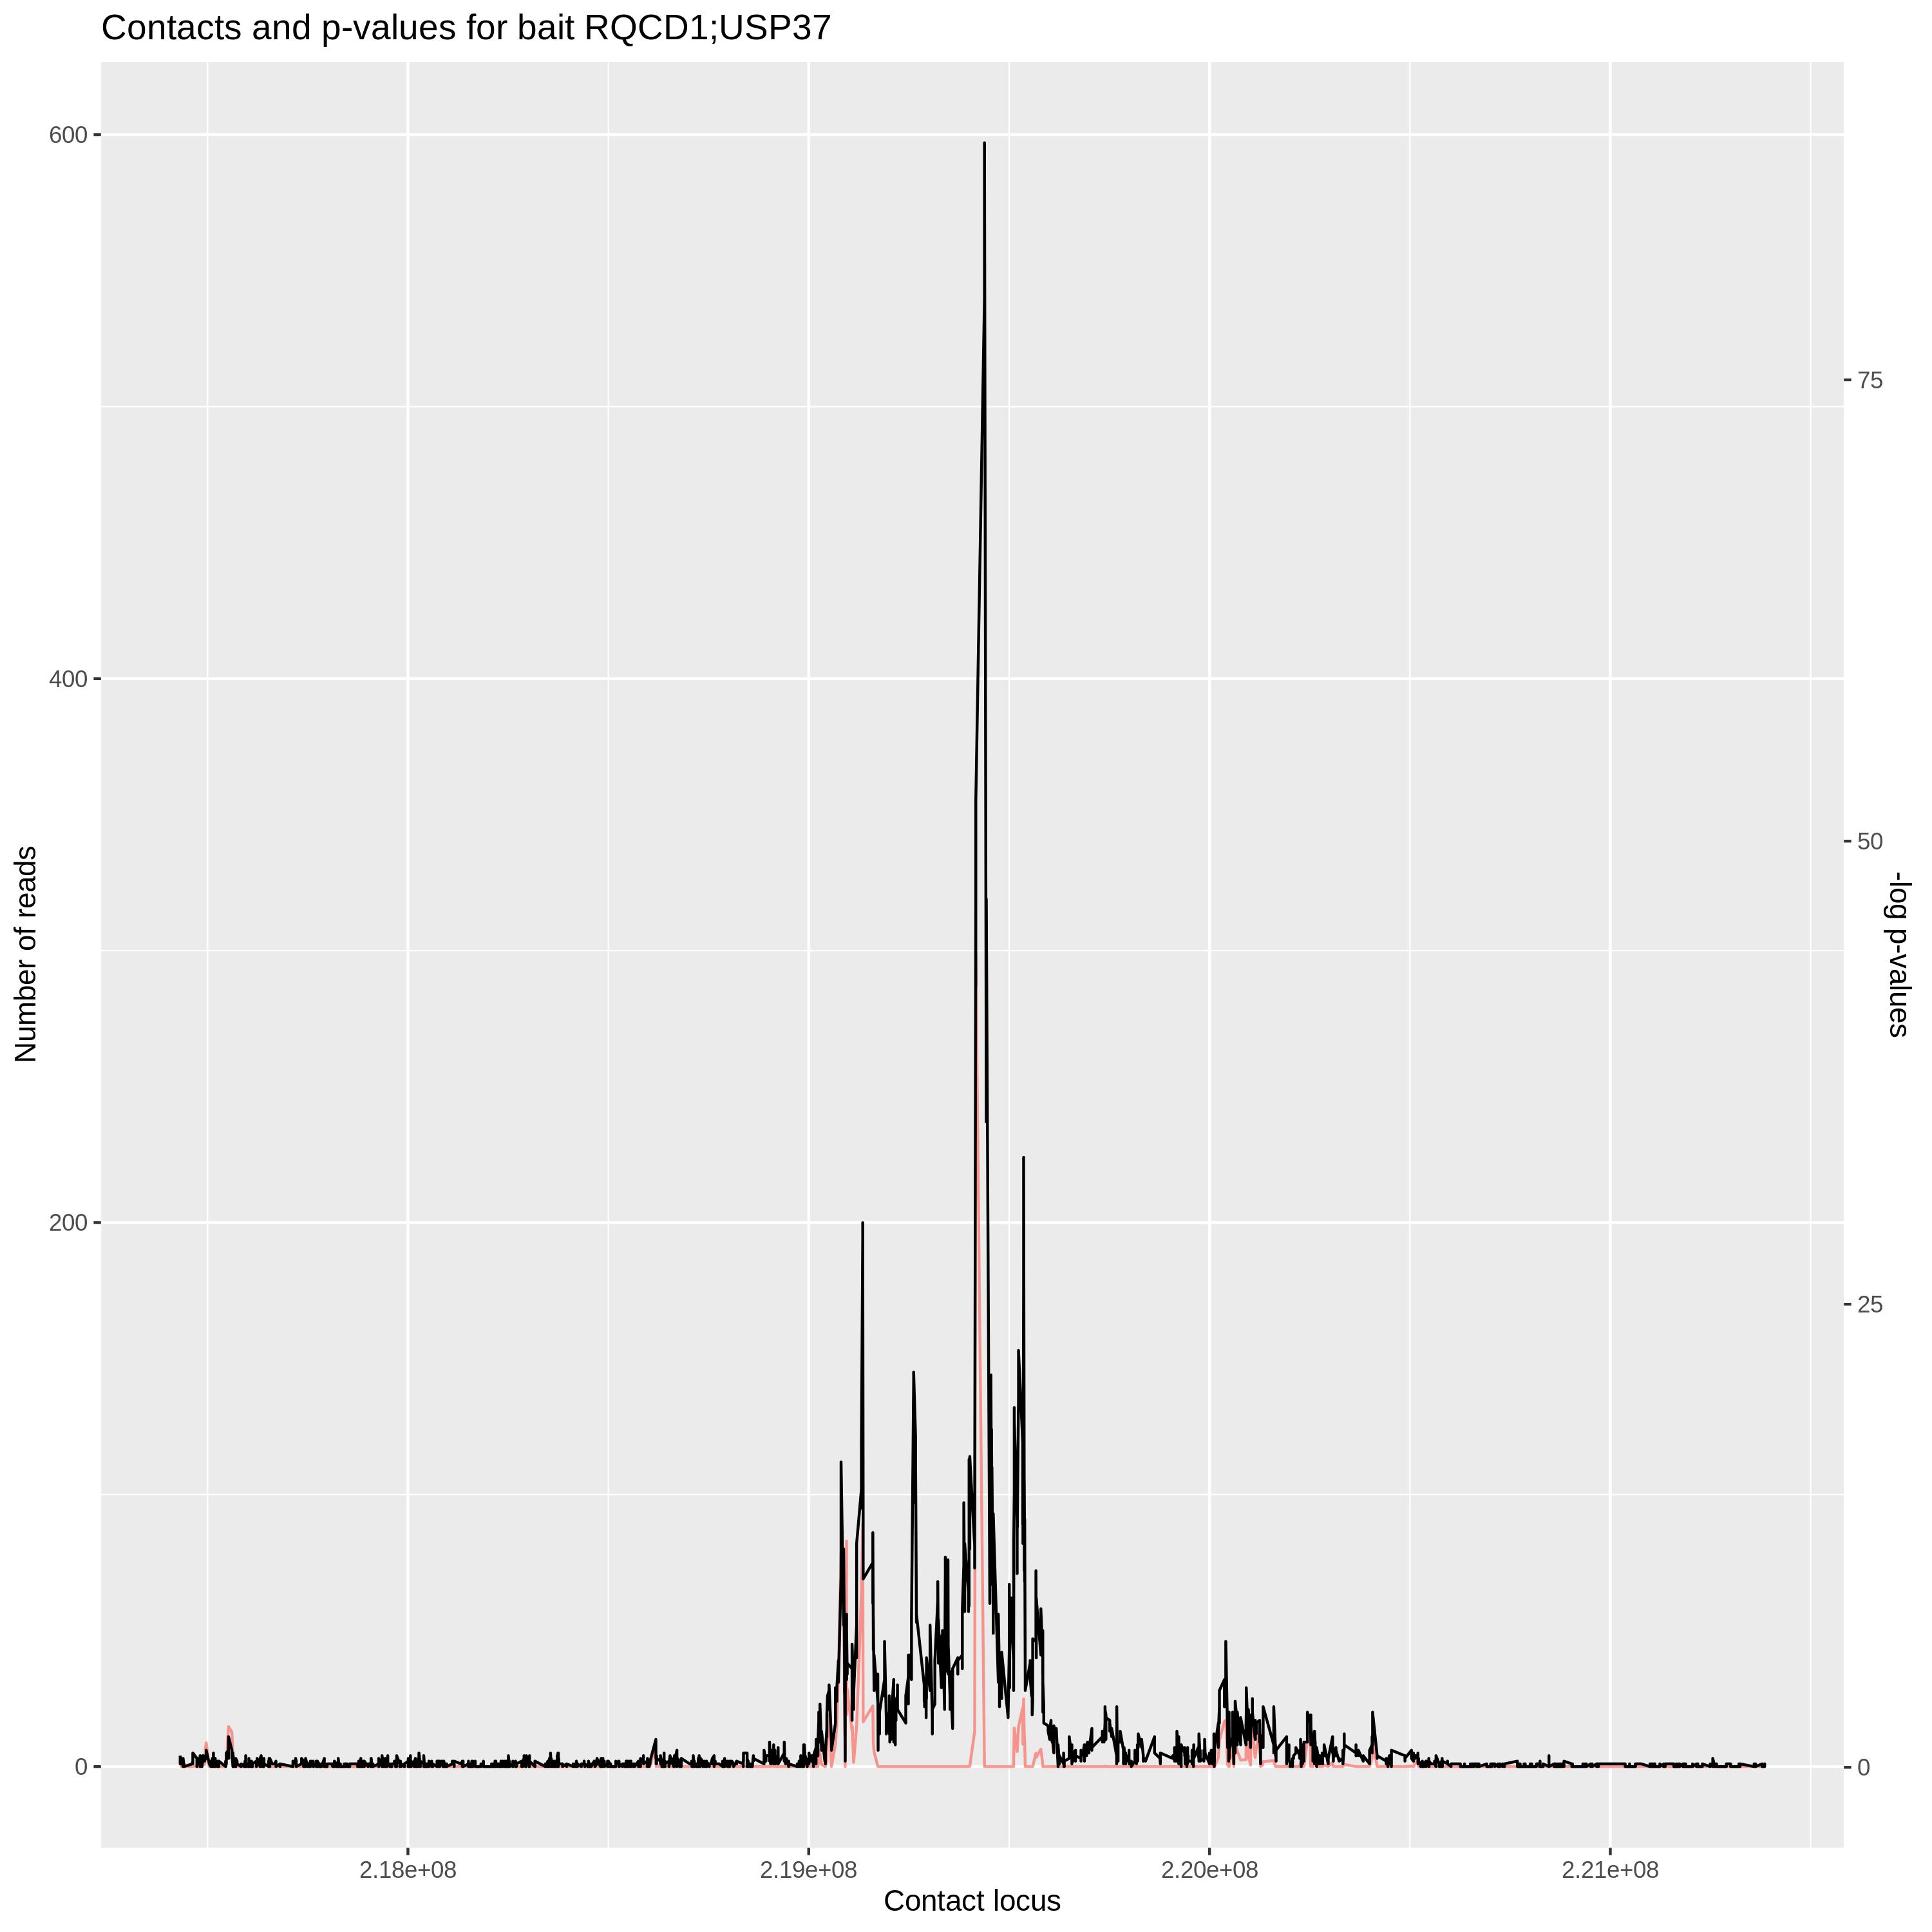 Contacts and p-values for bait RQCD1;USP37
600
400
200
0
Number of reads
75
50
25
0
-log p-values
2.18e+08
2.19e+08
2.20e+08
2.21e+08
Contact locus